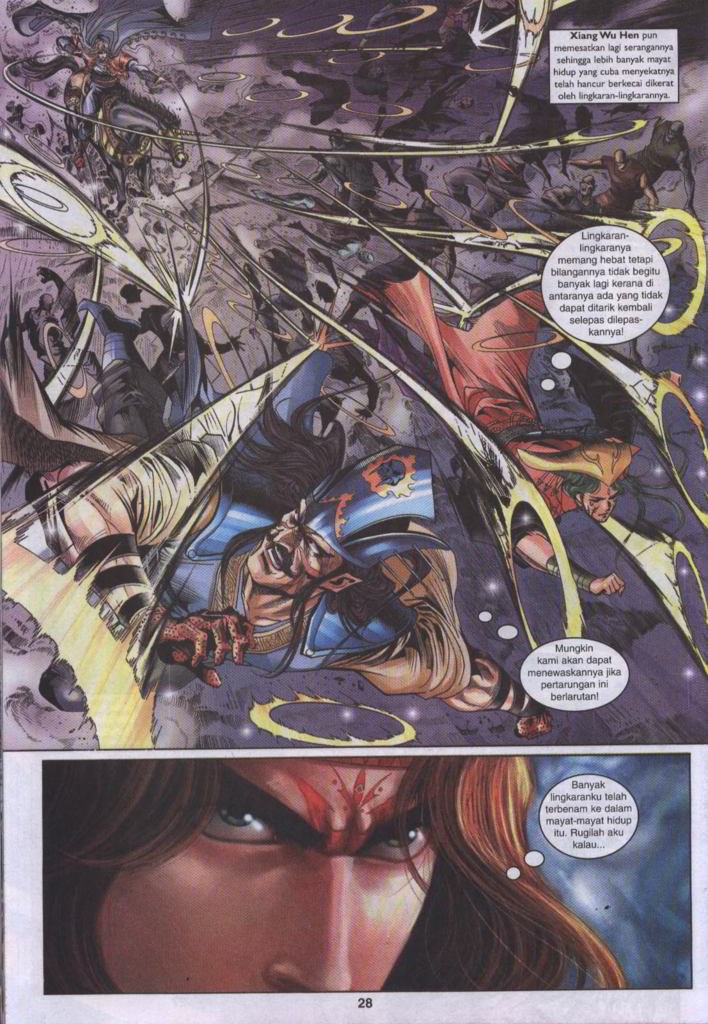 Xiang Wu Hen pun
memesatkan lagi serangannya
sehingga lebih banyak mayat
hidup yang cuba menyekatnya
telah hancur berkecai dikerat
oleh lingkaran-lingkarannya.
Lingkaran-
lingkaranya
memang hebat tetapi
bilangannya tidak begitu
banyak lagi kerana di
antaranya ada yang tidak
dapat ditarik kembali
selepas dilepas-
kannya!
Mungkin
kami akan dapat
menewaskannya jika
pertarungan ini
berlarutan!
Banyak
lingkaranku telah
terbenam ke dalam
mayat-mayat hidup
itu. Rugilah aku
kalau...
28